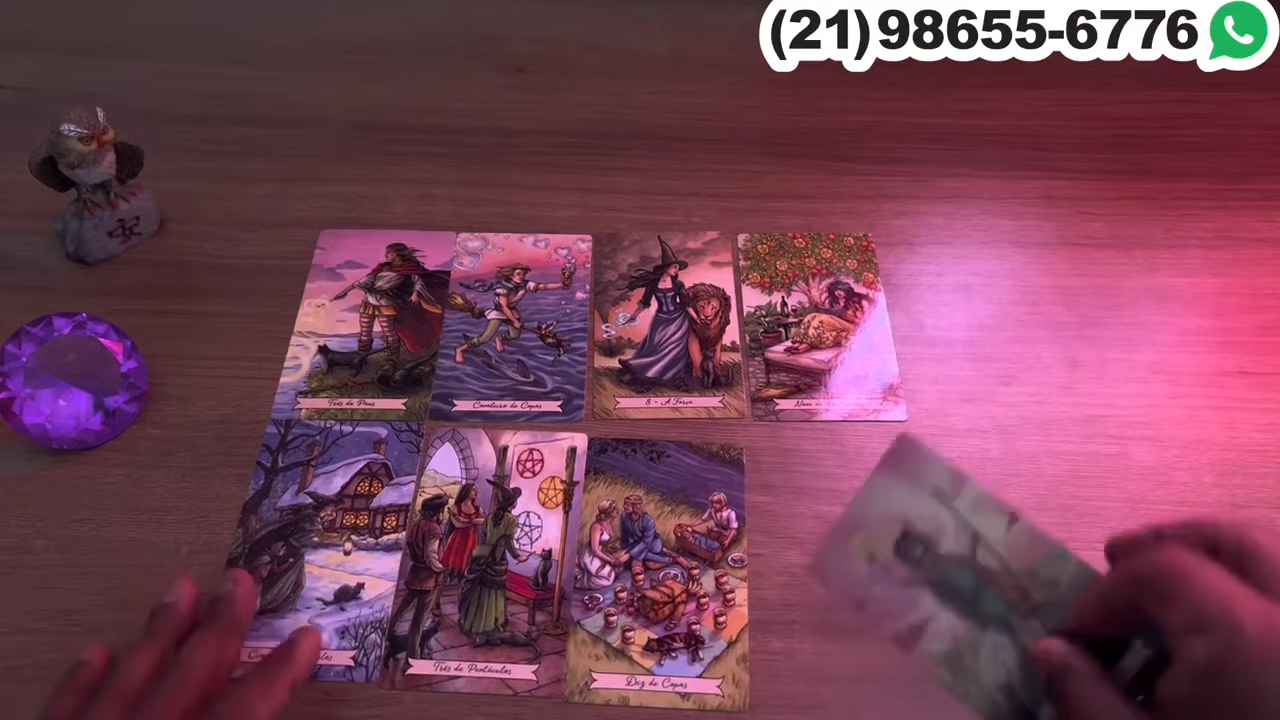 (21)98655-6776
Três de Paus
Cavaleiro de Copas
8 - A Força
Três de Pentáculos
Dez de Copas